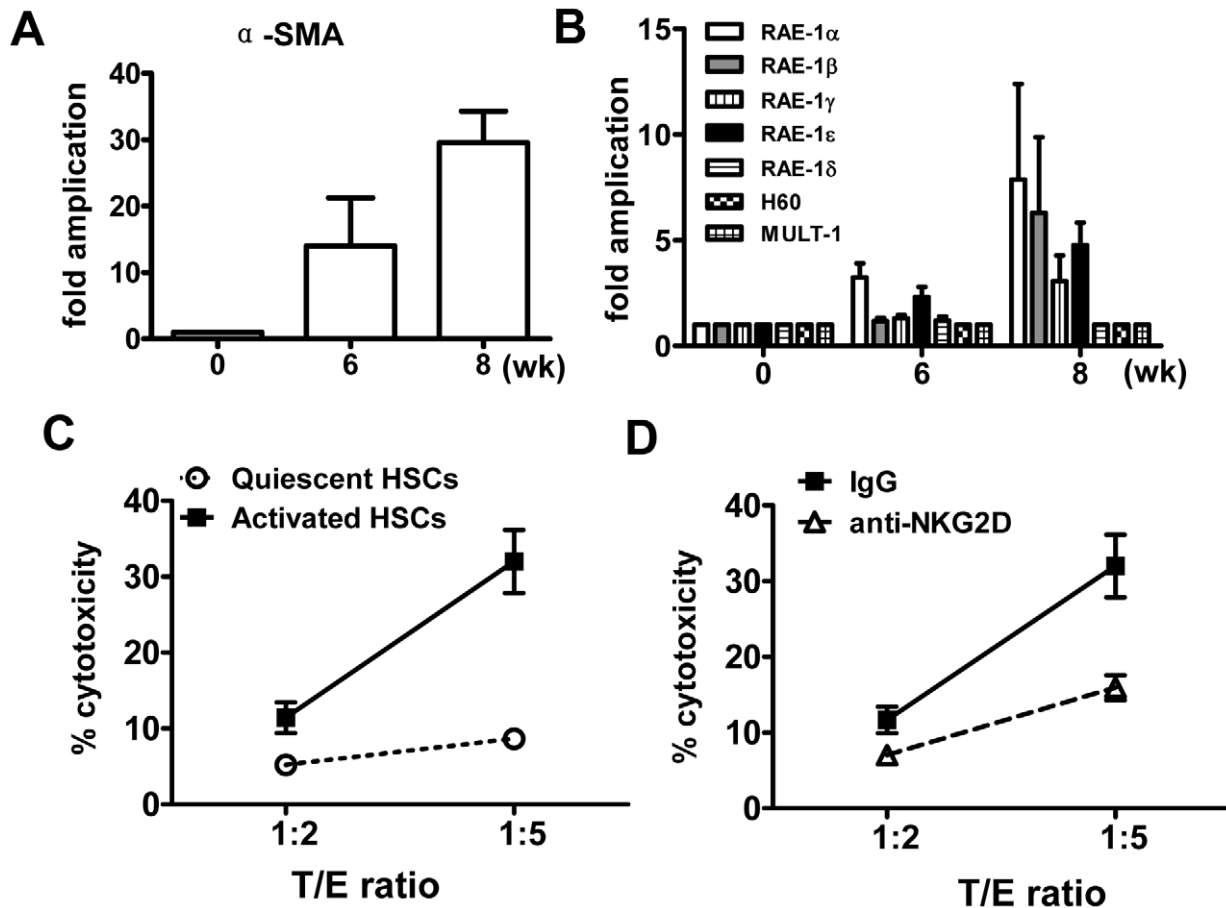 A
α -SMA
fold amplication
40
30
20
10
0
0 6 8 (wk)
B
fold amplication
15
10
5
0
RAE-1α
RAE-1β
RAE-1γ
RAE-1ε
RAE-1δ
H60
MULT-1
0 6 8 (wk)
C
Quiescent HSCs
Activated HSCs
% cytotoxicity
40
30
20
10
0
1:2 1:5
T/E ratio
D
IgG
anti-NKG2D
% cytotoxicity
40
30
20
10
0
1:2 1:5
T/E ratio